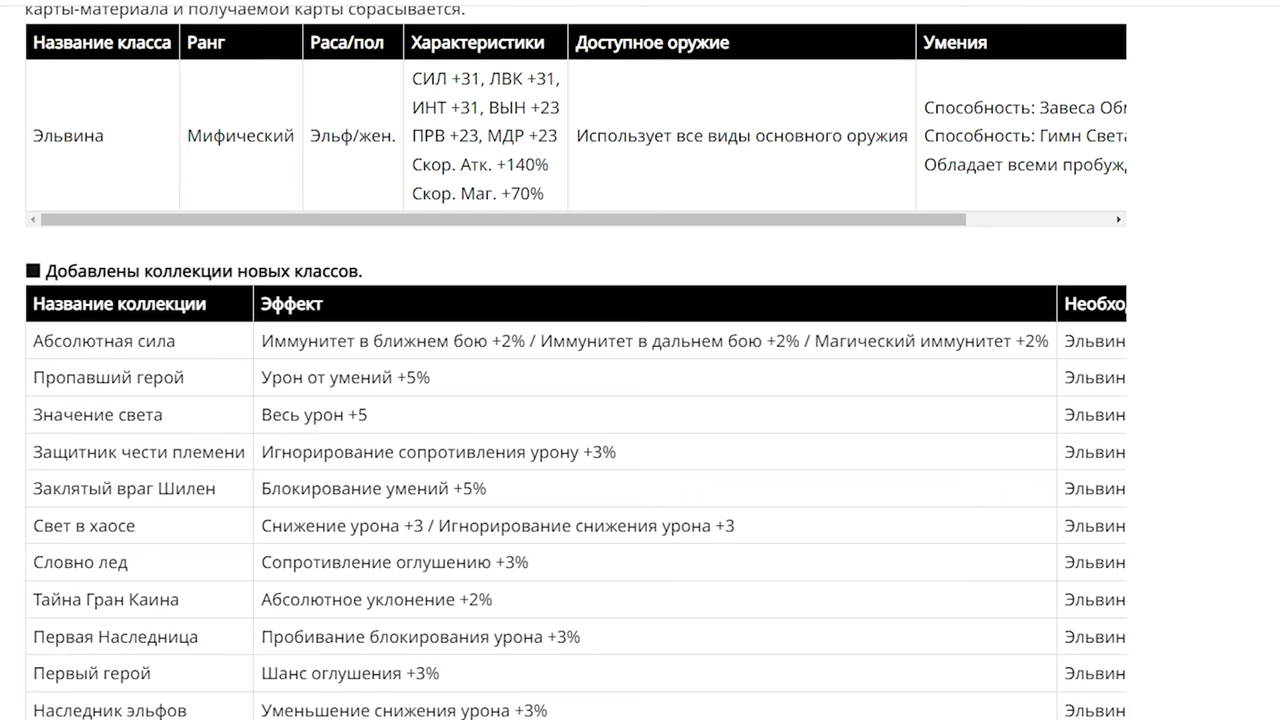 карты-материала и получаемой карты сбрасывается.
Название класса Ранг Раса/пол Характеристики Доступное оружие Умения
Эльвина Мифический Эльф/жен. СИЛ +31, ЛВК +31,
ИНТ +31, ВЫН +23
ПРВ +23, МДР +23
Скор. Атк. +140%
Скор. Маг. +70%
Использует все виды основного оружия
Способность: Завеса
Способность: Гимн
Обладает всеми
■ Добавлены коллекции новых классов.
Название коллекции Эффект
Абсолютная сила Иммунитет в ближнем бою +2% / Иммунитет в дальнем бою +2% / Магический иммунитет +2% Эльвин
Пропавший герой Урон от умений +5% Эльвин
Значение света Весь урон +5 Эльвин
Защитник чести племени Игнорирование сопротивления урону +3% Эльвин
Заклятый враг Шилен Блокирование умений +5% Эльвин
Свет в хаосе Снижение урона +3 / Игнорирование снижения урона +3 Эльвин
Словно лед Сопротивление оглушению +3% Эльвин
Тайна Гран Каина Абсолютное уклонение +2% Эльвин
Первая Наследница Пробивание блокирования урона +3% Эльвин
Первый герой Шанс оглушения +3% Эльвин
Наследник эльфов Уменьшение снижения урона +3% Эльвин